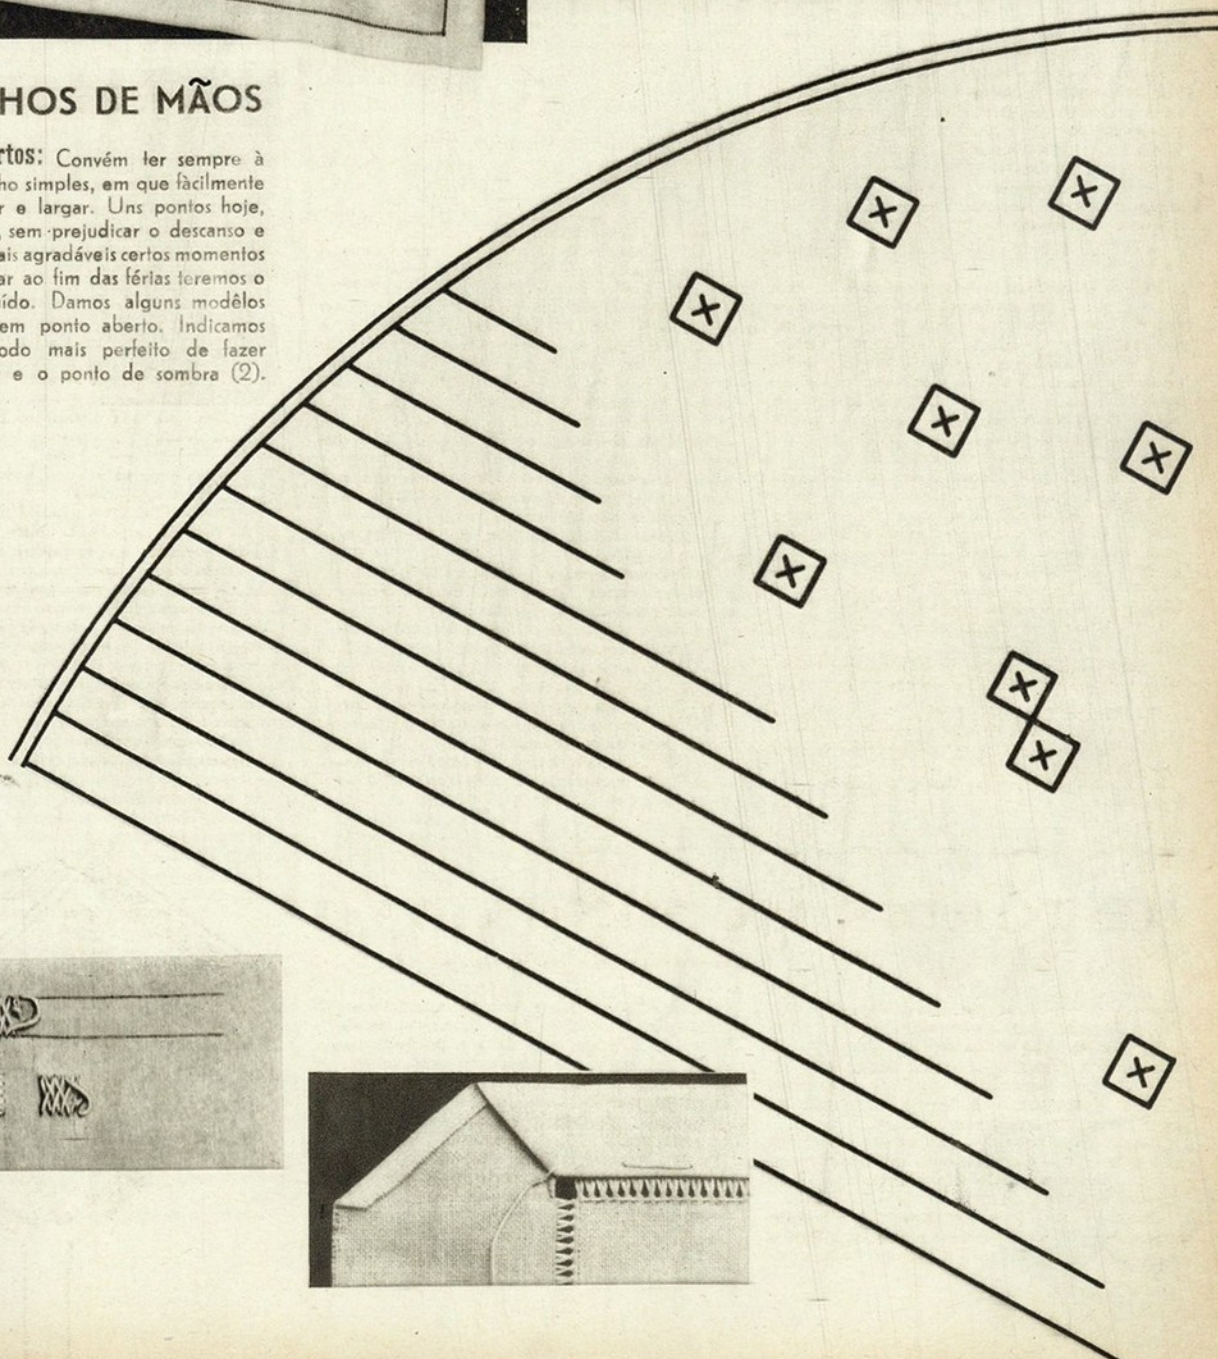 HOS DE MÃOS
rtos: Convém ter sempre à
ho simples, em que fàcilmente
r e largar. Uns pontos hoje,
, sem prejudicar o descanso e
ais agradáveis certos momentos
ar ao fim das férias teremos o
ído. Damos alguns modêlos
em ponto aberto. Indicamos
odo mais perfeito de fazer
e o ponto de sombra (2).